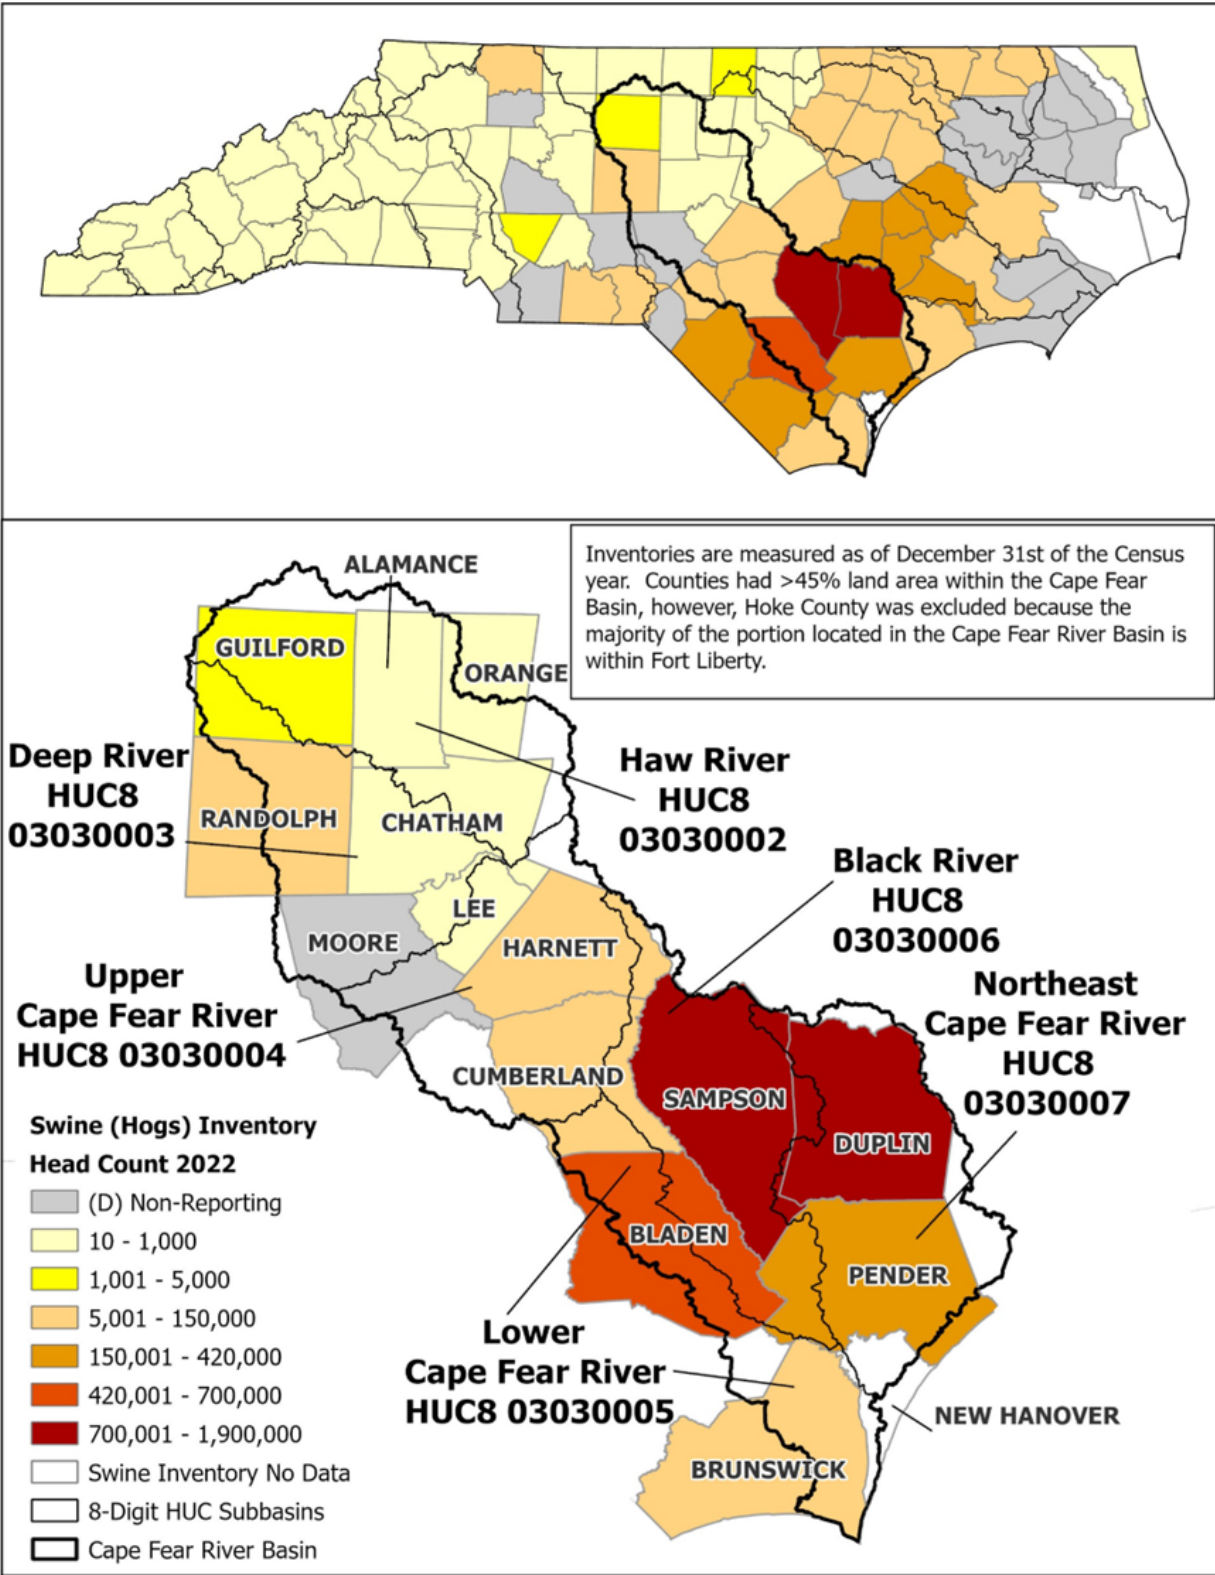 Inventories are measured as of December 31st of the Census
year. Counties had >45% land area within the Cape Fear
Basin, however, Hoke County was excluded because the
majority of the portion located in the Cape Fear River Basin is
within Fort Liberty.
ALAMANCE
GUILFORD
ORANGE
Deep River
HUC8
03030003
Haw River
HUC8
03030002
RANDOLPH
CHATHAM
Black River
HUC8
03030006
LEE
MOORE
HARNETT
Upper
Cape Fear River
HUC8 03030004
Northeast
Cape Fear River
HUC8
03030007
CUMBERLAND
SAMPSON
DUPLIN
BLADEN
PENDER
Lower
Cape Fear River
HUC8 03030005
NEW HANOVER
BRUNSWICK
Swine (Hogs) Inventory
Head Count 2022
(D) Non-Reporting
10 - 1,000
1,001 - 5,000
5,001 - 150,000
150,001 - 420,000
420,001 - 700,000
700,001 - 1,900,000
Swine Inventory No Data
8-Digit HUC Subbasins
Cape Fear River Basin